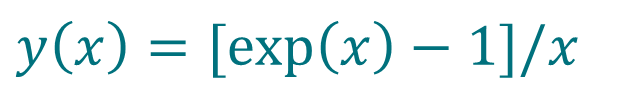 y(x) = [exp(x) − 1]/x